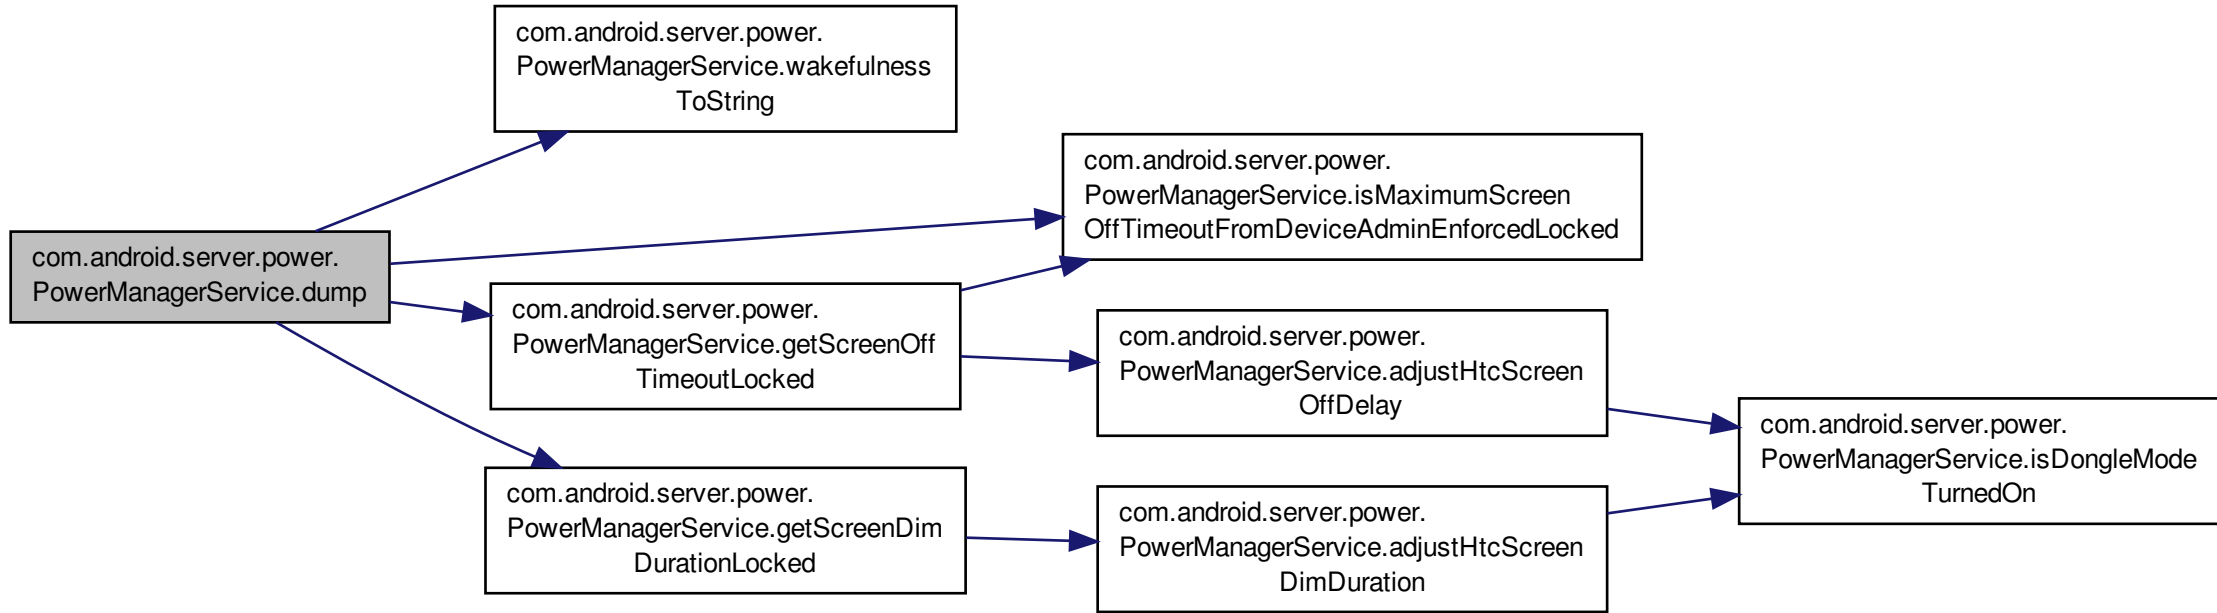 com.android.server.power.
PowerManagerService.wakefulness
ToString
com.android.server.power.
PowerManagerService.isMaximumScreen
OffTimeoutFromDeviceAdminEnforcedLocked
com.android.server.power.
PowerManagerService.dump
com.android.server.power.
PowerManagerService.getScreenOff
TimeoutLocked
com.android.server.power.
PowerManagerService.adjustHtcScreen
OffDelay
com.android.server.power.
PowerManagerService.isDongleMode
TurnedOn
com.android.server.power.
PowerManagerService.getScreenDim
DurationLocked
com.android.server.power.
PowerManagerService.adjustHtcScreen
DimDuration